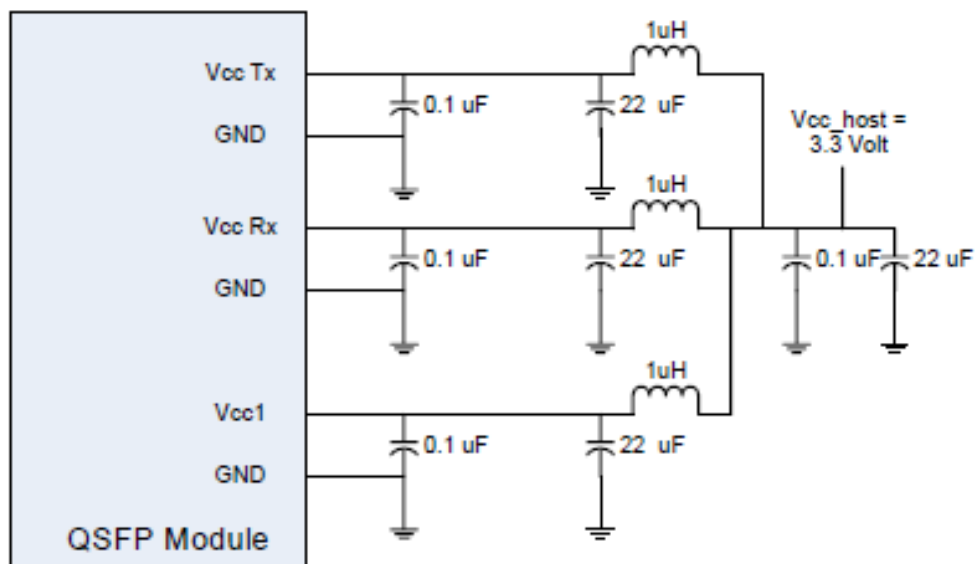 1uH
Vcc Tx
0.1 uF
22 uF
GND
Vcc_host =
3.3 Volt
1uH
Vcc Rx
0.1 uF
22 uF
0.1 uF
22 uF
GND
1uH
Vcc1
0.1 uF
22 uF
GND
QSFP Module